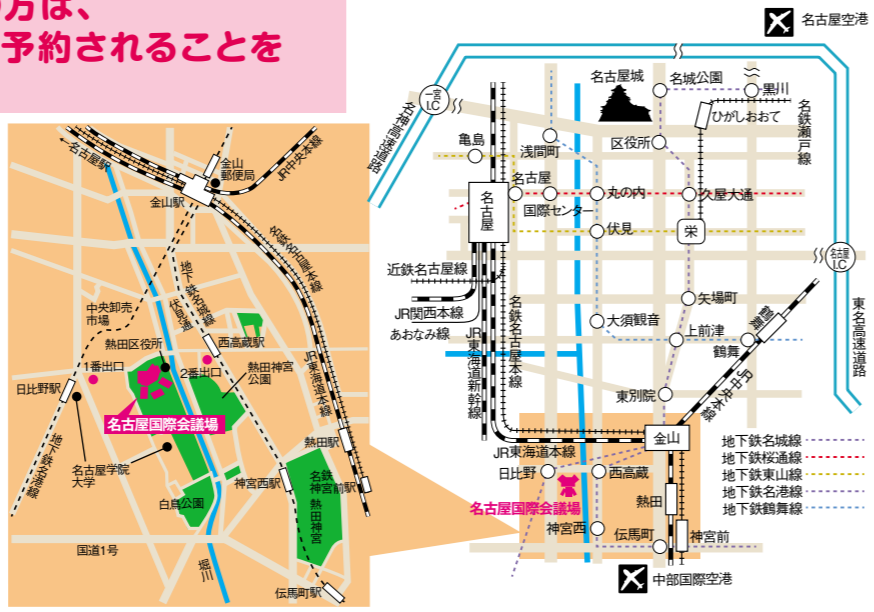 の方は、
予約されることを
名古屋空港
名古屋城
名城公園
黒川
一宮I.C
名神高速道路
ひがしおおて
名鉄瀬戸線
亀島
浅間町
区役所
名古屋
名古屋
国際センター
丸の内
久屋大通
伏見
栄
名古屋I.C
近鉄名古屋線
JR関西本線
あおなみ線
JR東海道新幹線
名鉄名古屋本線
矢場町
大須観音
上前津
鶴舞
鶴舞
東名高速道路
JR中央本線
東別院
金山
JR東海道本線
日比野
西高蔵
名古屋国際会議場
熱田
神宮西
伝馬町
神宮前
中部国際空港
地下鉄名城線
地下鉄桜通線
地下鉄東山線
地下鉄名港線
地下鉄鶴舞線
名古屋駅
金山郵便局
JR中央本線
金山駅
名鉄名古屋本線
地下鉄名城線
伏見通
中央卸売市場
熱田区役所
西高蔵駅
1番出口
2番出口
熱田神宮公園
JR東海道本線
日比野駅
名古屋国際会議場
地下鉄名港線
名古屋学院大学
熱田駅
名鉄神宮前駅
神宮西駅
白鳥公園
熱田神宮
国道1号
堀川
伝馬町駅